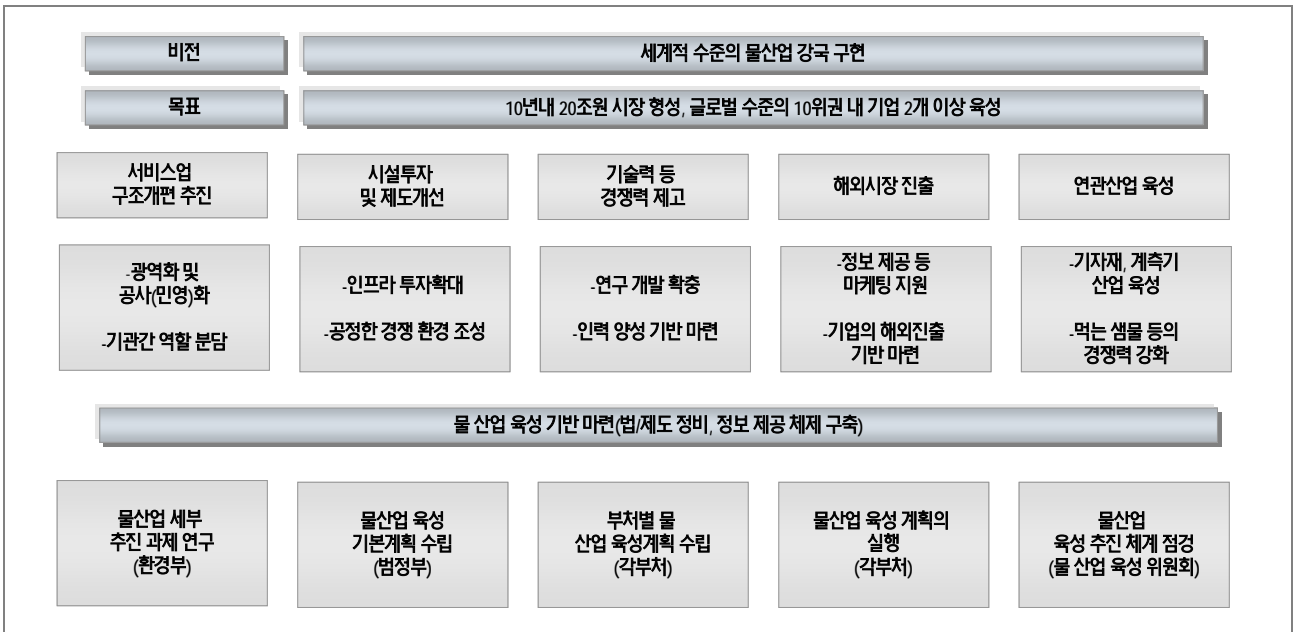 비전
세계적 수준의 물산업 강국 구현
목표
10년내 20조원 시장 형성, 글로벌 수준의 10위권 내 기업 2개 이상 육성
서비스업
구조개편 추진
시설투자
및 제도개선
기술력 등
경쟁력 제고
해외시장 진출
연관산업 육성
-광역화 및
공사(민영)화
-기관간 역할 분담
-인프라 투자확대
-공정한 경쟁 환경 조성
-연구 개발 확충
-인력 양성 기반 마련
-정보 제공 등
마케팅 지원
-기업의 해외진출
기반 마련
-기자재, 계측기
산업 육성
-먹는 샘물 등의
경쟁력 강화
물 산업 육성 기반 마련(법/제도 정비, 정보 제공 체제 구축)
물산업 세부
추진 과제 연구
(환경부)
물산업 육성
기본계획 수립
(범정부)
부처별 물
산업 육성계획 수립
(각부처)
물산업 육성 계획의
실행
(각부처)
물산업
육성 추진 체계 점검
(물 산업 육성 위원회)